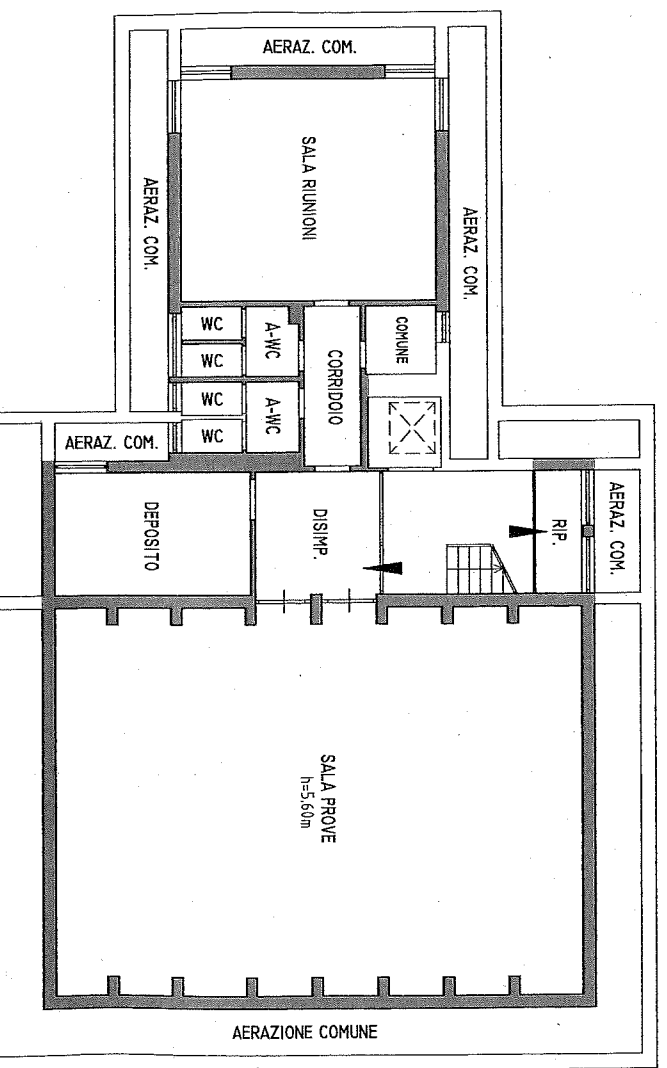 AERAZ. COM.
SALA RIUNIONI
AERAZ. COM.
AERAZ. COM.
WC
A-WC
WC
CORRIDOIO
COMUNE
WC
A-WC
WC
AERAZ. COM.
DEPOSITO
DISIMP.
RIP.
AERAZ. COM.
SALA PROVE
h=5.60m
AERAZIONE COMUNE